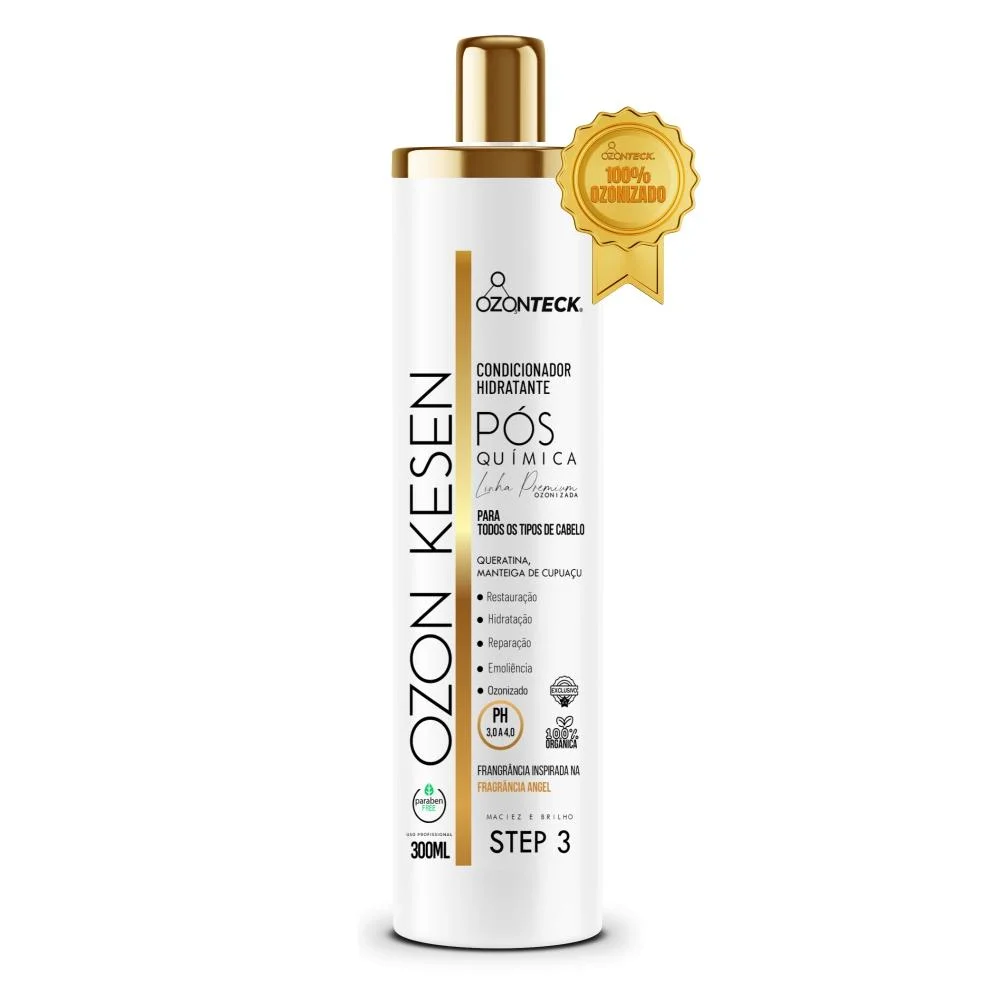 OZONTECK.
100%
OZONIZADO
OZO3NTECK®
OZON KESEN
CONDICIONADOR
HIDRATANTE
PÓS
QUÍMICA
Linha Premium
OZONIZADA
PARA
TODOS OS TIPOS DE CABELO
QUERATINA,
MANTEIGA DE CUPUAÇU
• Restauração
• Hidratação
• Reparação
• Emoliência
• Ozonizado
EXCLUSIVO
PH
3,0 A 4,0
100%
ORGÂNICA
FRANGRÂNCIA INSPIRADA NA
FRAGRÂNCIA ANGEL
paraben
FREE
MACIEZ E BRILHO
STEP 3
USO PROFISSIONAL
300ML